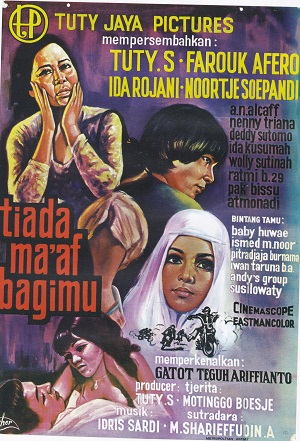 TP
TUTY JAYA PICTURES
mempersembahkan :
TUTY.S · FAROUK AFERO
IDA ROJANI · NOORTJE SOEPANDI
a.n.alcaff
nenny triana
deddy sutomo
ida kusumah
wolly sutinah
ratmi b.29
pak bissu
atmonadi
BINTANG TAMU:
baby huwae
ismed m.noor
pitradjaja burnama
iwan taruna b.a
andy's group
susilowaty
tiada
ma'af
bagimu
CINEMASCOPE
EASTMANCOLOR
memperkenalkan :
GATOT TEGUH ARIFFIANTO
producer : tjerita :
TUTY.S · MOTINGGO BOESJE
musik : sutradara :
IDRIS SARDI · M.SHARIEFFUDIN.A